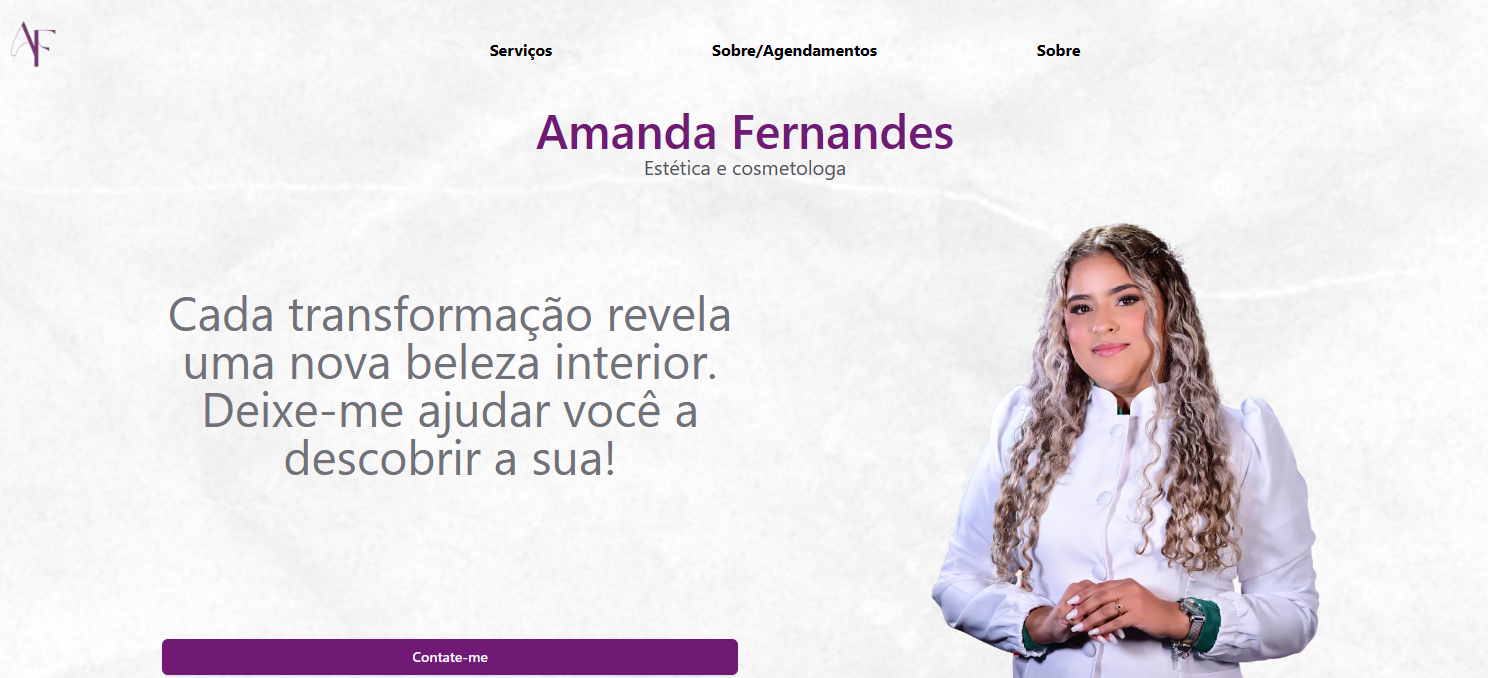 AF
Serviços
Sobre/Agendamentos
Sobre
Amanda Fernandes
Estética e cosmetologa
Cada transformação revela
uma nova beleza interior.
Deixe-me ajudar você a
descobrir a sua!
Contate-me